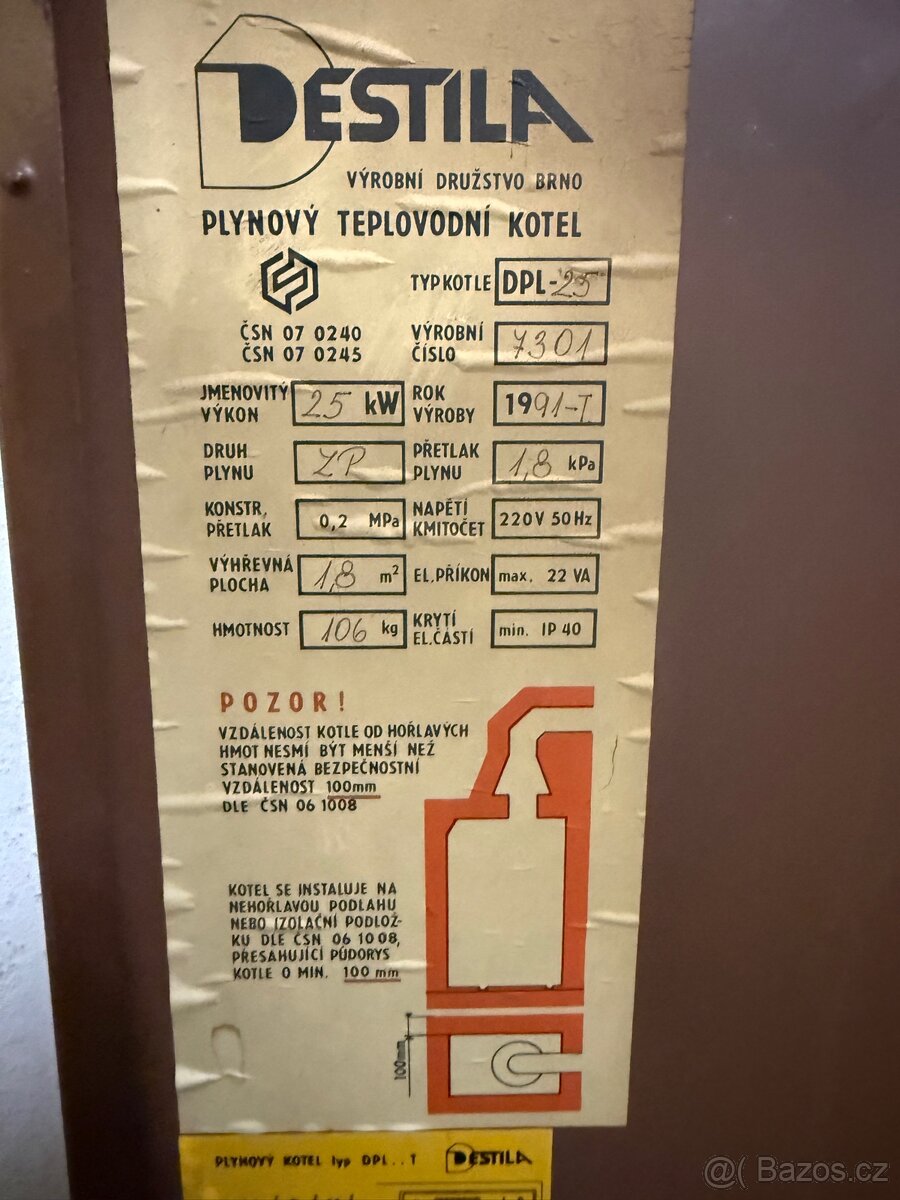 DESTILA
VÝROBNÍ DRUŽSTVO BRNO
PLYNOVÝ TEPLOVODNÍ KOTEL
TYP KOTLE DPL-25
ČSN 07 0240
ČSN 07 0245
VÝROBNÍ
ČÍSLO 7301
JMENOVITÝ
VÝKON 25 kW
ROK
VÝROBY 1991-T.
DRUH
PLYNU ZP
PŘETLAK
PLYNU 1,8 kPa
KONSTR,
PŘETLAK 0,2 MPa
NAPĚTÍ
KMITOČET 220V 50Hz
VÝHŘEVNÁ
PLOCHA 1,8 m²
EL.PŘÍKON max. 22 VA
HMOTNOST 106 kg
KRYTÍ
EL.ČÁSTÍ min. IP 40
POZOR!
VZDÁLENOST KOTLE OD HOŘLAVÝCH
HMOT NESMÍ BÝT MENŠÍ NEŽ
STANOVENÁ BEZPEČNOSTNÍ
VZDÁLENOST 100mm
DLE ČSN 06 1008
KOTEL SE INSTALUJE NA
NEHOŘLAVOU PODLAHU
NEBO IZOLAČNÍ PODLOŽ-
KU DLE ČSN 06 1008,
PŘESAHUJÍCÍ PŮDORYS
KOTLE O MIN. 100 mm
100mm
PLYNOVÝ KOTEL typ DPL..T DESTILA
@( Bazos.cz